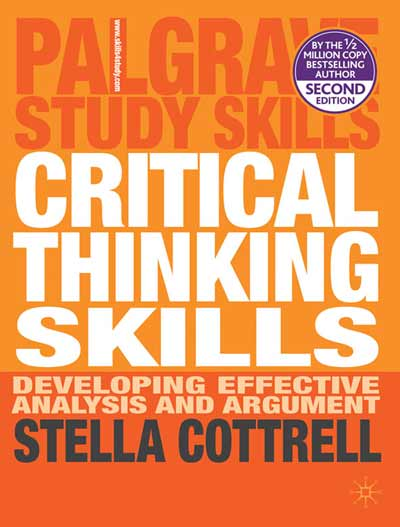 PALGRAVE
STUDY SKILLS
www.skills4study.com
BY THE ½
MILLION COPY
BESTSELLING
AUTHOR
SECOND
EDITION
CRITICAL
THINKING
SKILLS
DEVELOPING EFFECTIVE
ANALYSIS AND ARGUMENT
STELLA COTTRELL